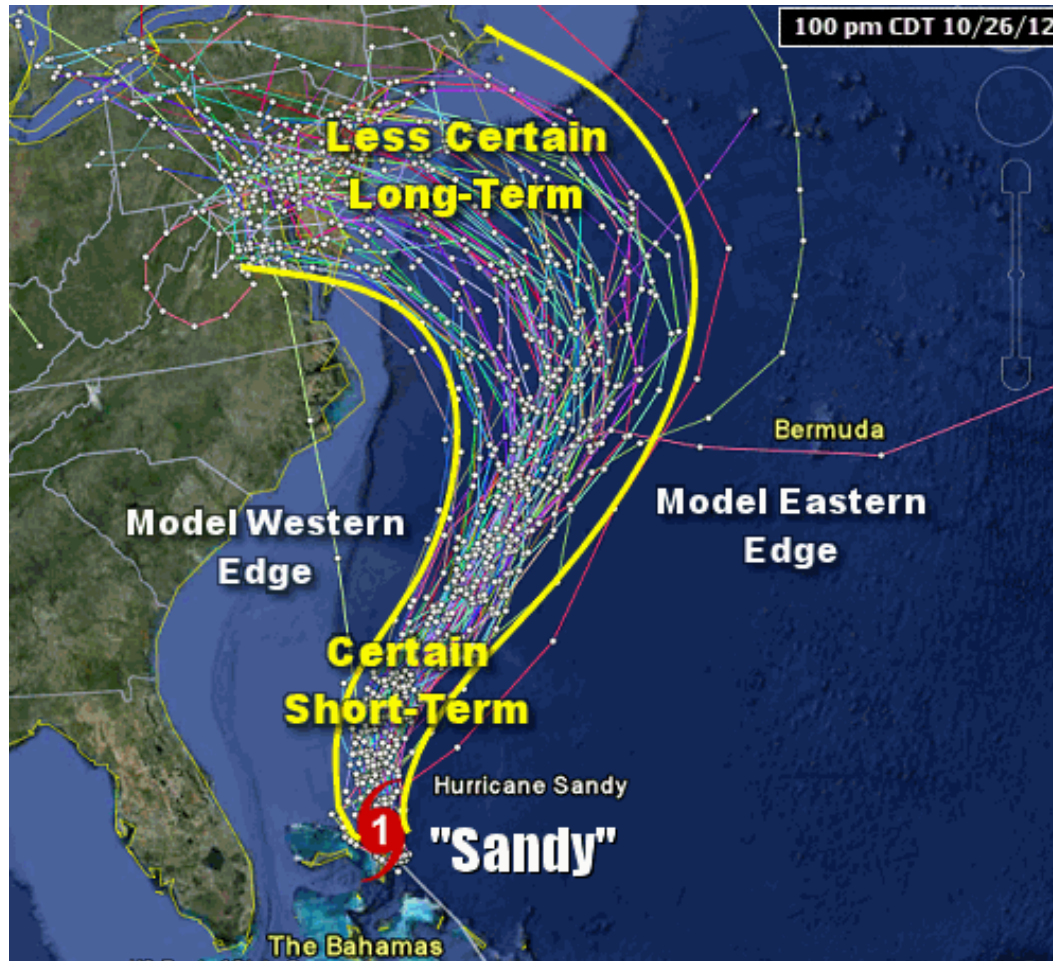 100 pm CDT 10/26/12
Less Certain
Long-Term
Bermuda
Model Western
Edge
Model Eastern
Edge
Certain
Short-Term
Hurricane Sandy
1
"Sandy"
The Bahamas